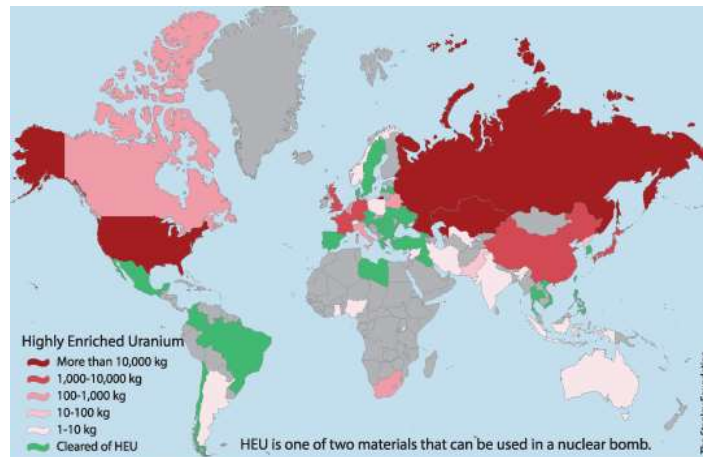 Highly Enriched Uranium
More than 10,000 kg
1,000-10,000 kg
100-1,000 kg
10-100 kg
1-10 kg
Cleared of HEU
HEU is one of two materials that can be used in a nuclear bomb.